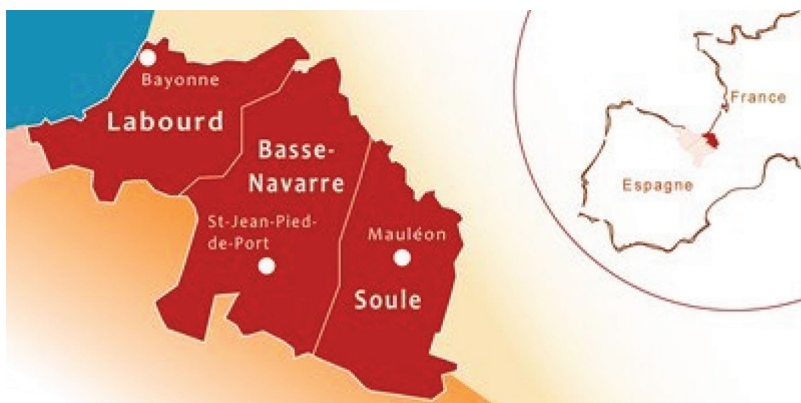 Bayonne
Labourd
Basse-
Navarre
St-Jean-Pied-
de-Port
Mauléon
Soule
France
Espagne